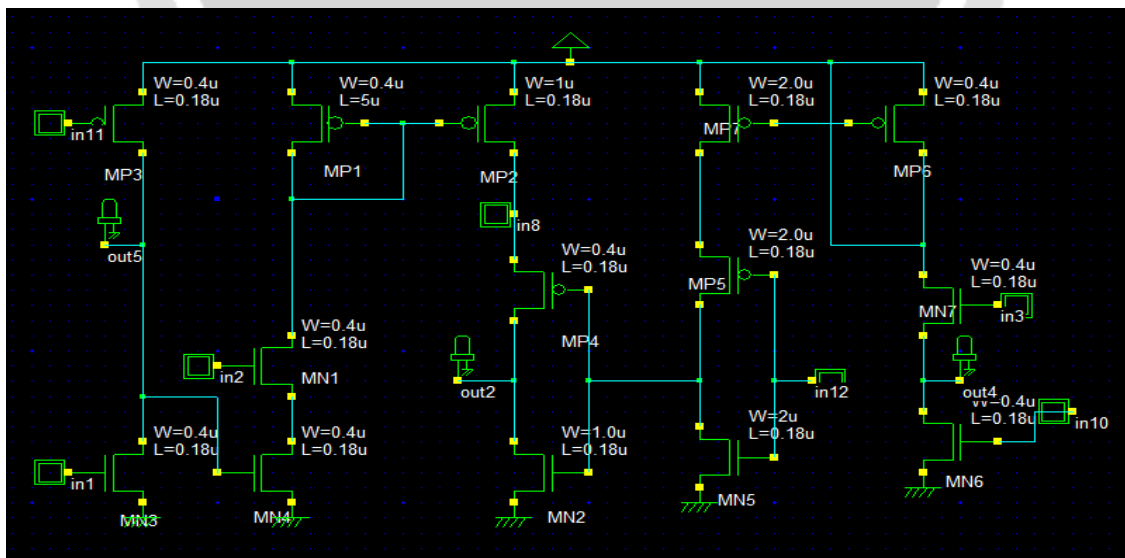 W=0.4u
L=0.18u
in11
MP3
W=0.4u
L=5u
MP1
W=1u
L=0.18u
MP2
W=2.0u
L=0.18u
MP7
W=0.4u
L=0.18u
MP6
out5
in8
W=0.4u
L=0.18u
MP4
W=2.0u
L=0.18u
MP5
W=0.4u
L=0.18u
MN7
in3
W=0.4u
L=0.18u
in2
MN1
out2
in12
out4
W=0.4u
L=0.18u
in10
W=0.4u
L=0.18u
in1
MN3
W=0.4u
L=0.18u
MN4
W=1.0u
L=0.18u
MN2
W=2u
L=0.18u
MN5
MN6